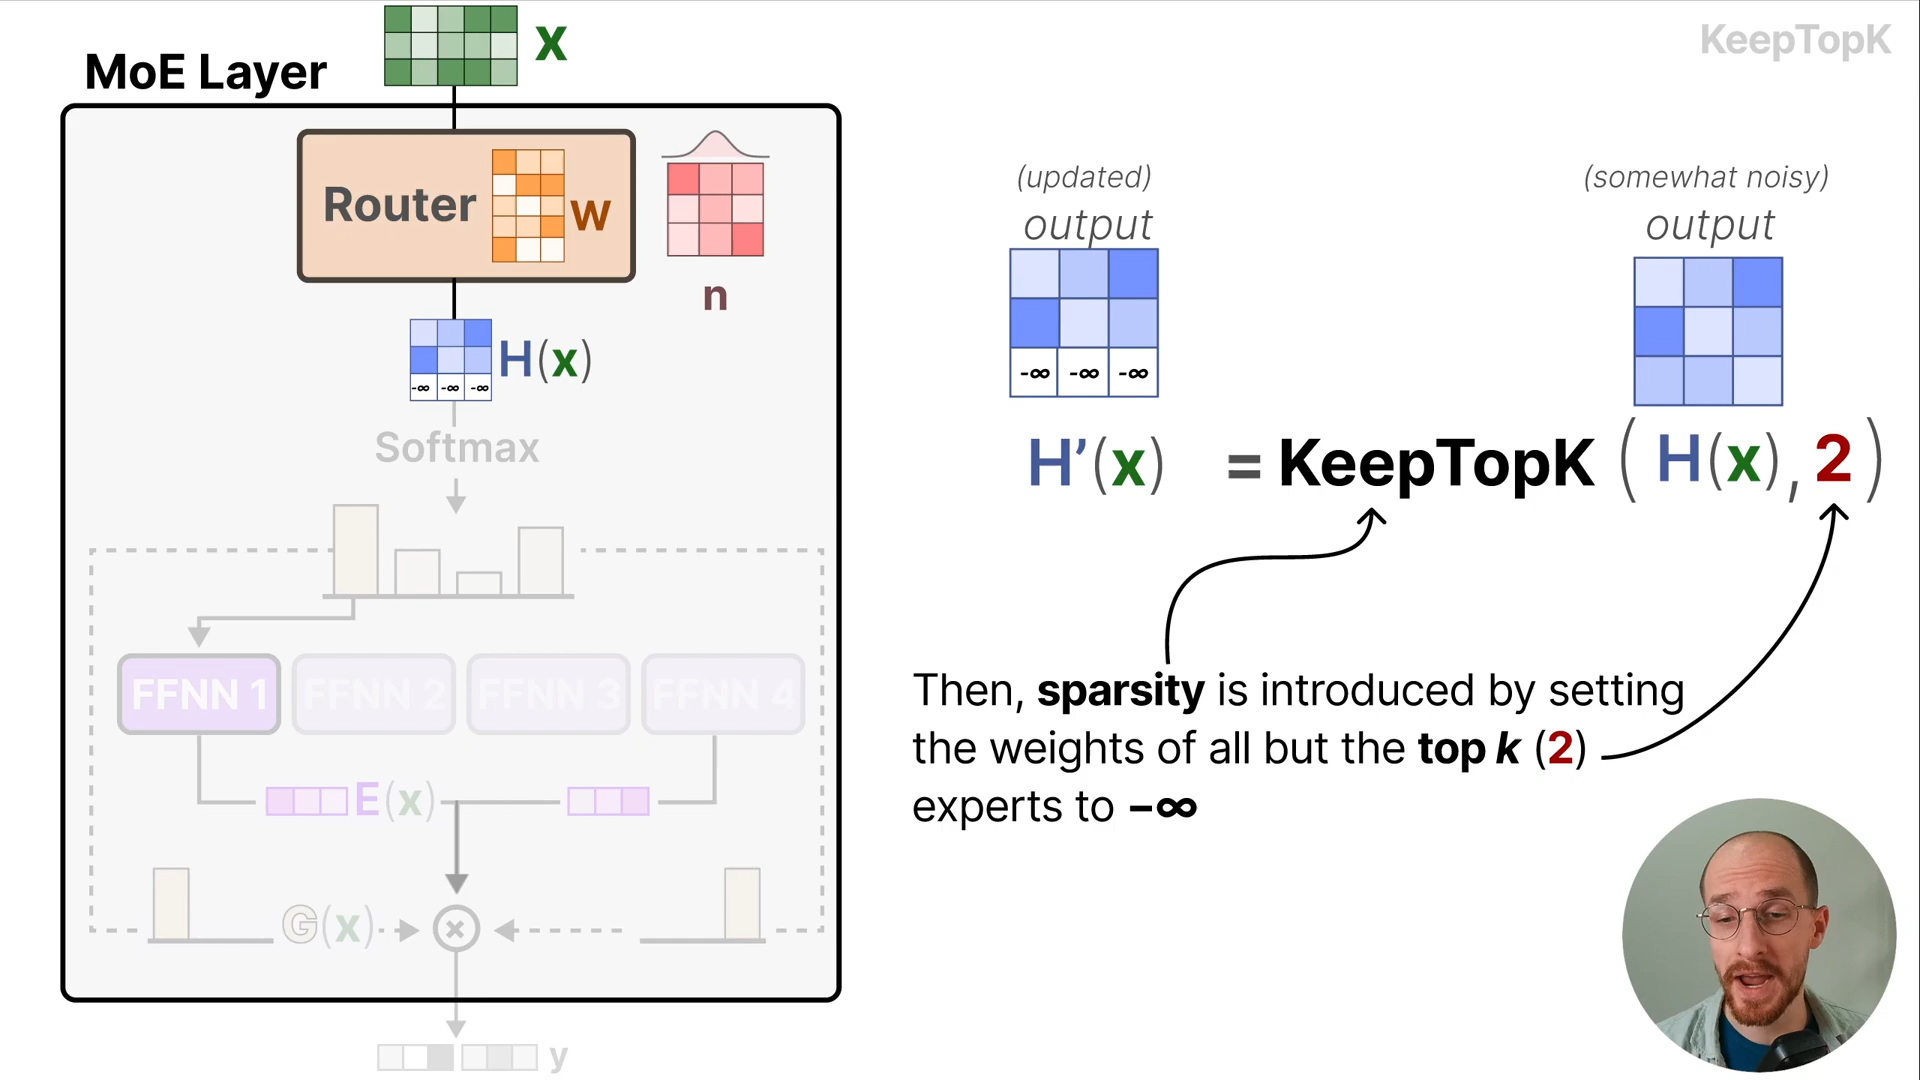 KeepTopK
MoE Layer
X
Router
W
n
H(x)
-∞ -∞ -∞
Softmax
FFNN 1
FFNN 2
FFNN 3
FFNN 4
E(x)
G(x)
y
(updated)
output
-∞ -∞ -∞
(somewhat noisy)
output
H’(x) = KeepTopK ( H(x), 2 )
Then, sparsity is introduced by setting
the weights of all but the top k (2)
experts to -∞